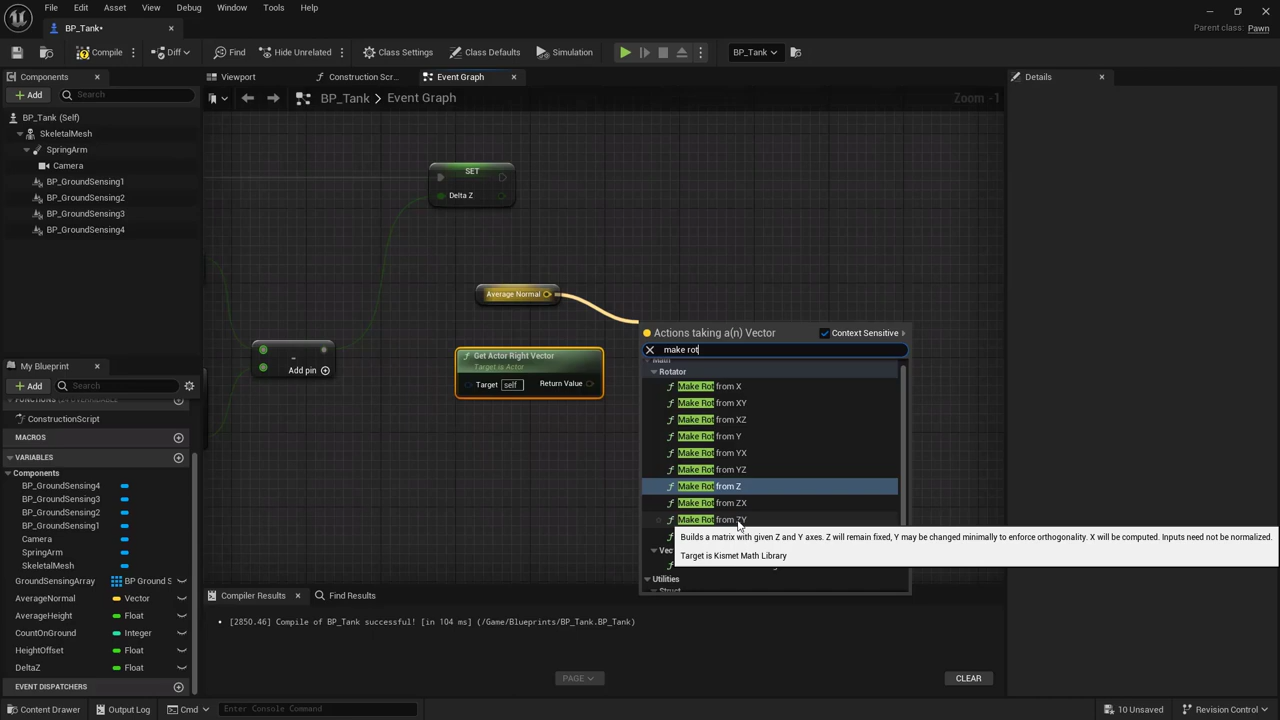 File Edit Asset View Debug Window Tools Help
BP_Tank•
Parent class: Pawn
Compile Diff Find Hide Unrelated Class Settings Class Defaults Simulation BP_Tank
Components
Viewport Construction Scr... Event Graph
Details
Add Search
BP_Tank > Event Graph
Zoom -1
BP_Tank (Self)
SkeletalMesh
SpringArm
Camera
BP_GroundSensing1
BP_GroundSensing2
BP_GroundSensing3
BP_GroundSensing4
SET
Delta Z
Average Normal
Get Actor Right Vector
Target is Actor
Target self Return Value
-
Add pin
Actions taking a(n) Vector Context Sensitive
make rot
Math
Rotator
Make Rot from X
Make Rot from XY
Make Rot from XZ
Make Rot from Y
Make Rot from YX
Make Rot from YZ
Make Rot from Z
Make Rot from ZX
Make Rot from ZY
Builds a matrix with given Z and Y axes. Z will remain fixed, Y may be changed minimally to enforce orthogonality. X will be computed. Inputs need not be normalized.
Target is Kismet Math Library
Utilities
My Blueprint
Add Search
ConstructionScript
MACROS
VARIABLES
Components
BP_GroundSensing4
BP_GroundSensing3
BP_GroundSensing2
BP_GroundSensing1
Camera
SpringArm
SkeletalMesh
GroundSensingArray BP Ground S
AverageNormal Vector
AverageHeight Float
CountOnGround Integer
HeightOffset Float
DeltaZ Float
EVENT DISPATCHERS
Compiler Results Find Results
[2850.46] Compile of BP_Tank successful! [in 104 ms] (/Game/Blueprints/BP_Tank.BP_Tank)
PAGE
CLEAR
Content Drawer Output Log Cmd Enter Console Command 10 Unsaved Revision Control